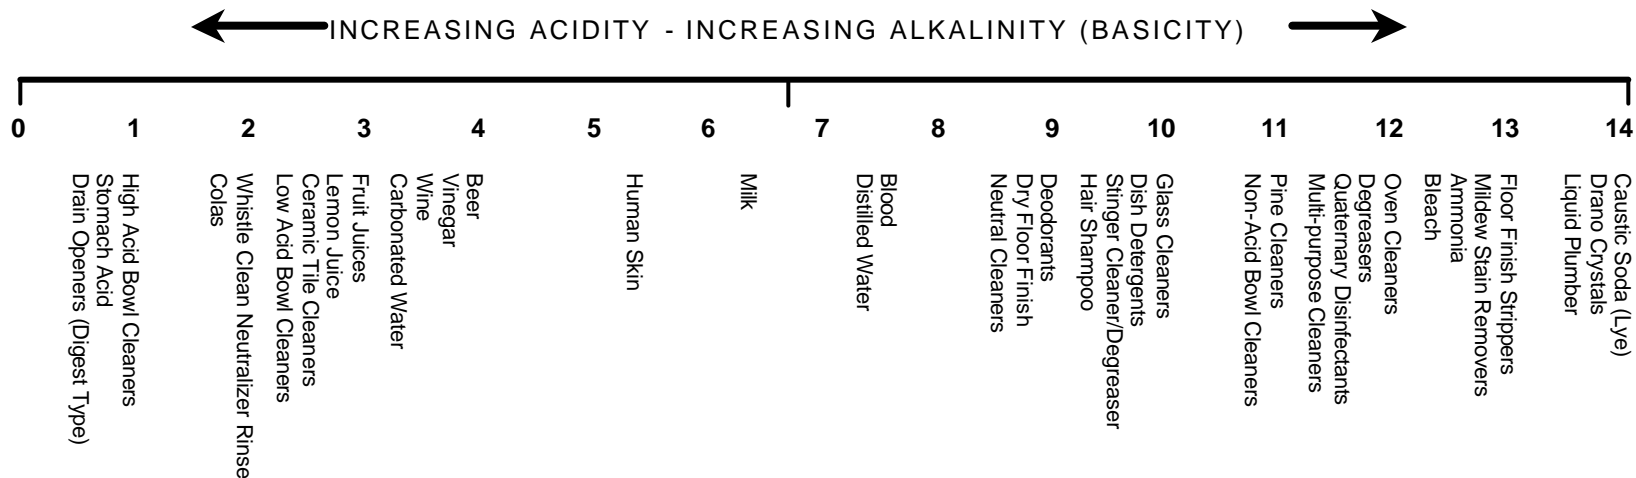 INCREASING ACIDITY - INCREASING ALKALINITY (BASICITY)
0 1 2 3 4 5 6 7 8 9 10 11 12 13 14
Drain Openers (Digest Type)
Stomach Acid
High Acid Bowl Cleaners
Colas
Whistle Clean Neutralizer Rinse
Low Acid Bowl Cleaners
Ceramic Tile Cleaners
Lemon Juice
Fruit Juices
Carbonated Water
Wine
Vinegar
Beer
Human Skin
Milk
Distilled Water
Blood
Neutral Cleaners
Dry Floor Finish
Deodorants
Hair Shampoo
Stinger Cleaner/Degreaser
Dish Detergents
Glass Cleaners
Non-Acid Bowl Cleaners
Pine Cleaners
Multi-purpose Cleaners
Quaternary Disinfectants
Degreasers
Oven Cleaners
Bleach
Ammonia
Mildew Stain Removers
Floor Finish Strippers
Liquid Plumber
Drano Crystals
Caustic Soda (Lye)